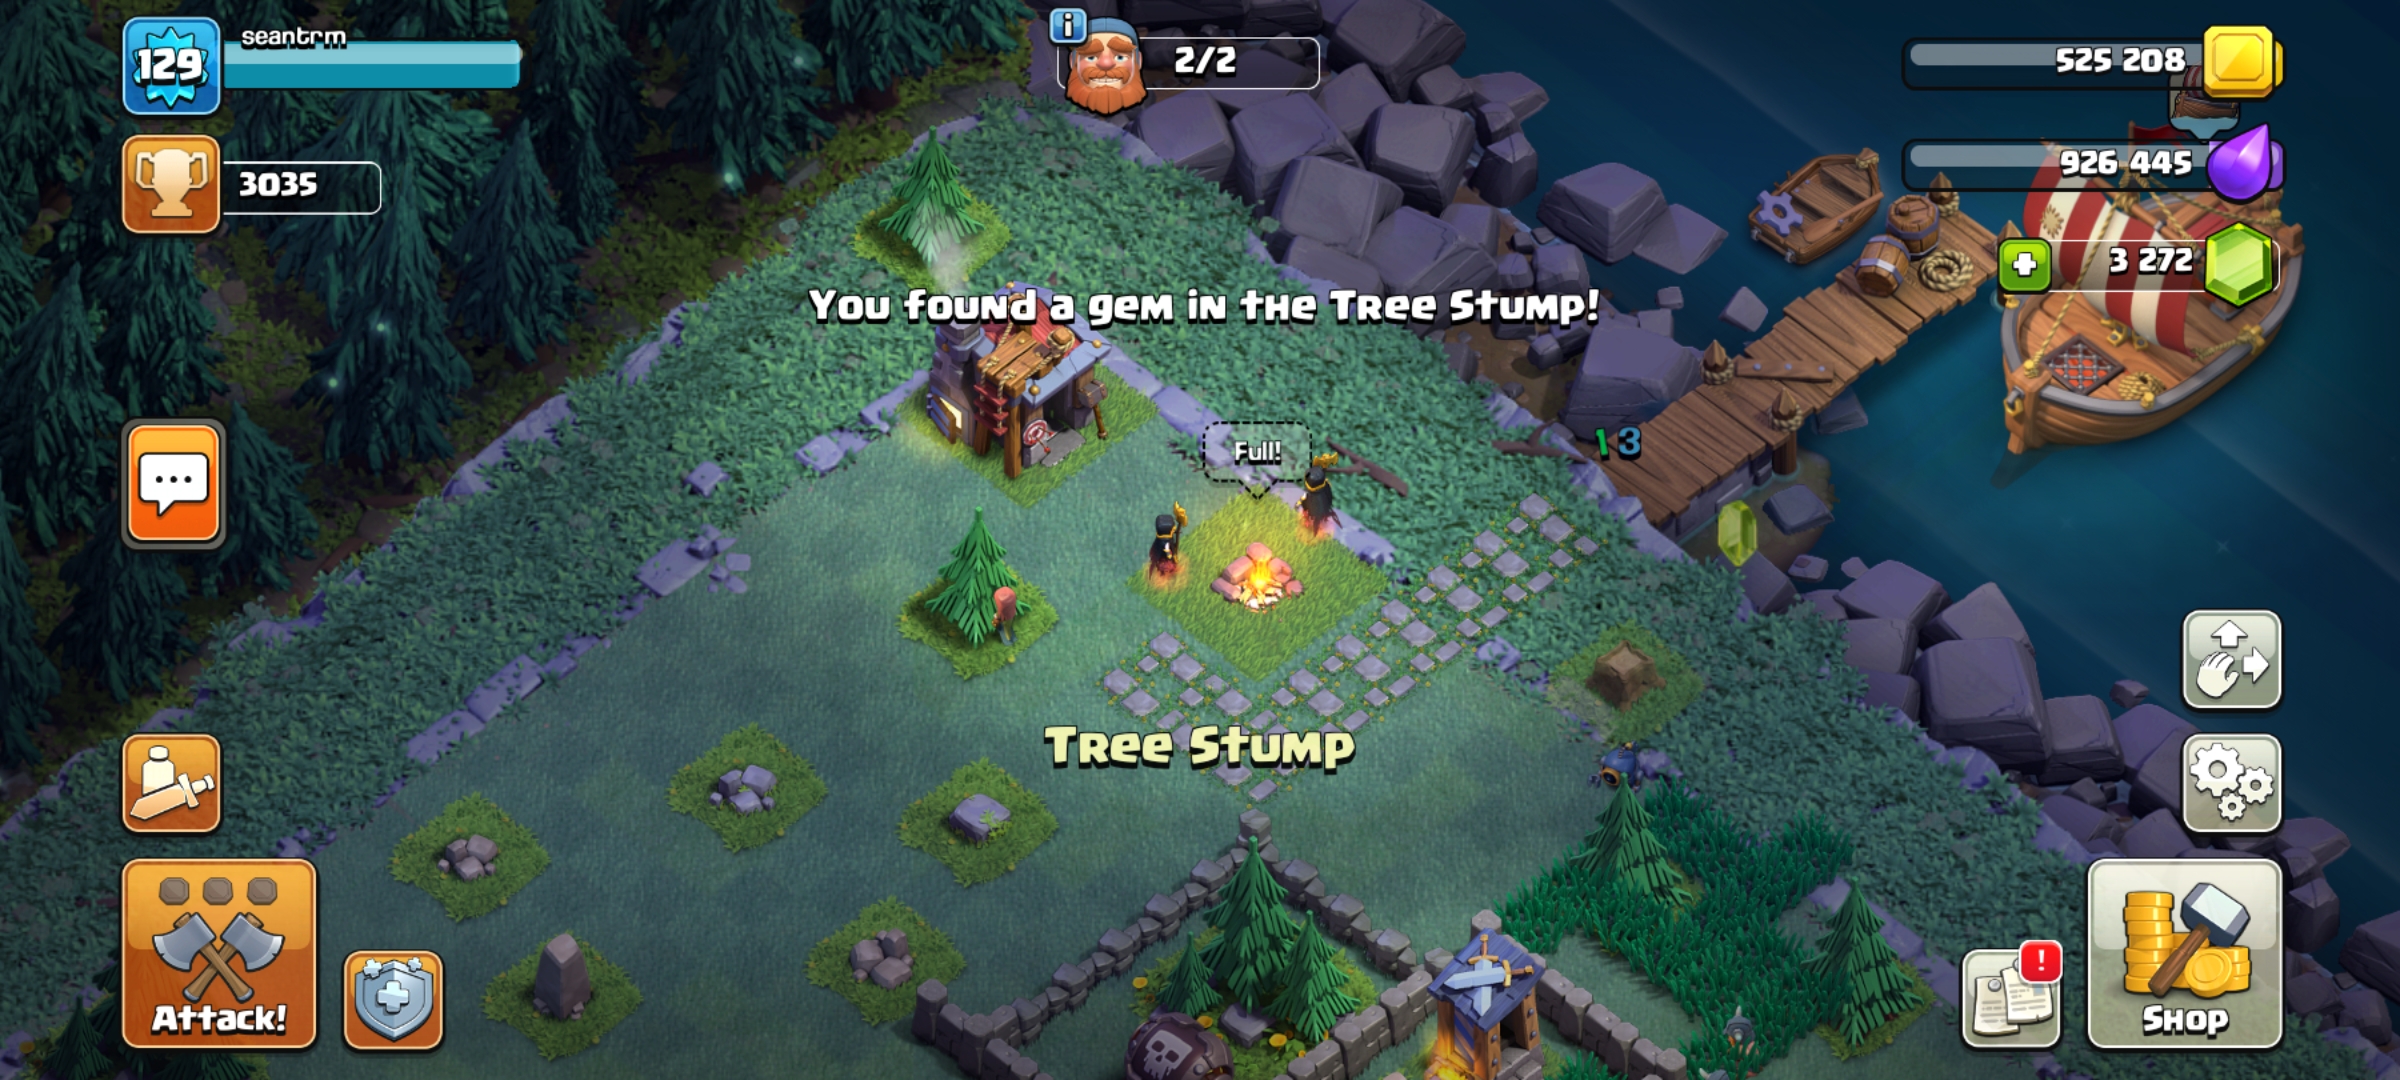 129
seantrm
2/2
525 208
3035
926 445
3 272
You found a gem in the Tree Stump!
Full!
13
Tree Stump
Attack!
!
Shop